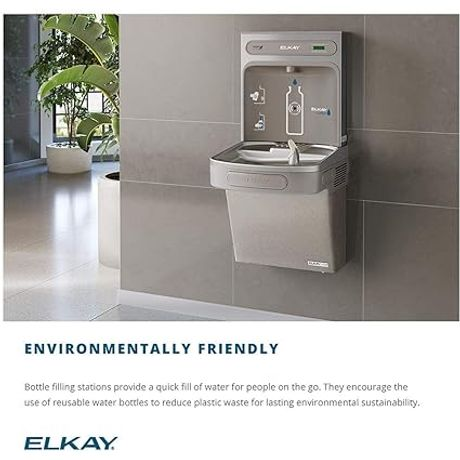 ELKAY
ELKAY
ENVIRONMENTALLY FRIENDLY
Bottle filling stations provide a quick fill of water for people on the go. They encourage the
use of reusable water bottles to reduce plastic waste for lasting environmental sustainability.
ELKAY